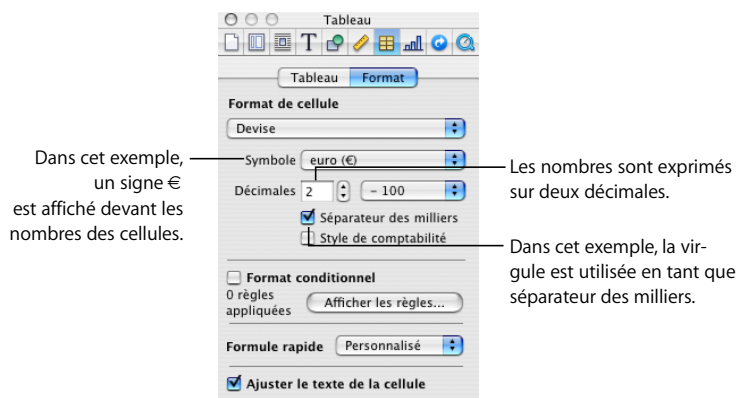 Tableau
Tableau Format
Format de cellule
Devise
Symbole euro (€)
Décimales 2 - 100
Séparateur des milliers
Style de comptabilité
Format conditionnel
0 règles
appliquées
Afficher les règles...
Formule rapide Personnalisé
Ajuster le texte de la cellule
Dans cet exemple,
un signe €
est affiché devant les
nombres des cellules.
Les nombres sont exprimés
sur deux décimales.
Dans cet exemple, la vir-
gule est utilisée en tant que
séparateur des milliers.